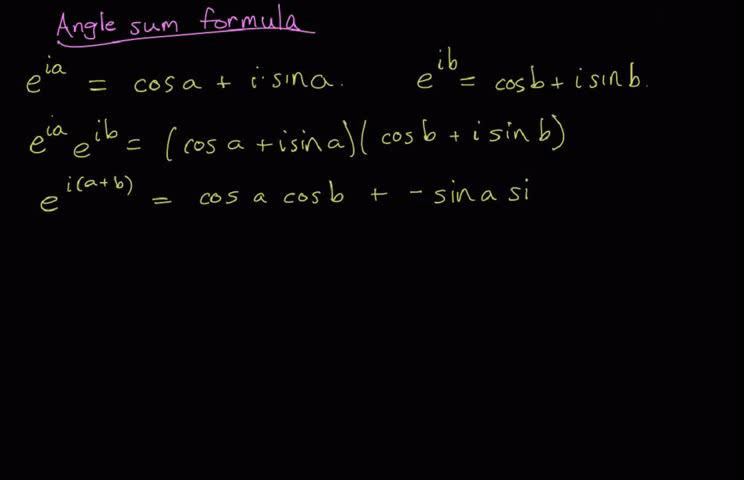 Angle sum formula
e^{ia} = cos a + i·sin a. e^{ib} = cos b + i sin b.
e^{ia} e^{ib} = (cos a + i sin a)(cos b + i sin b)
e^{i(a+b)} = cos a cos b + - sin a si